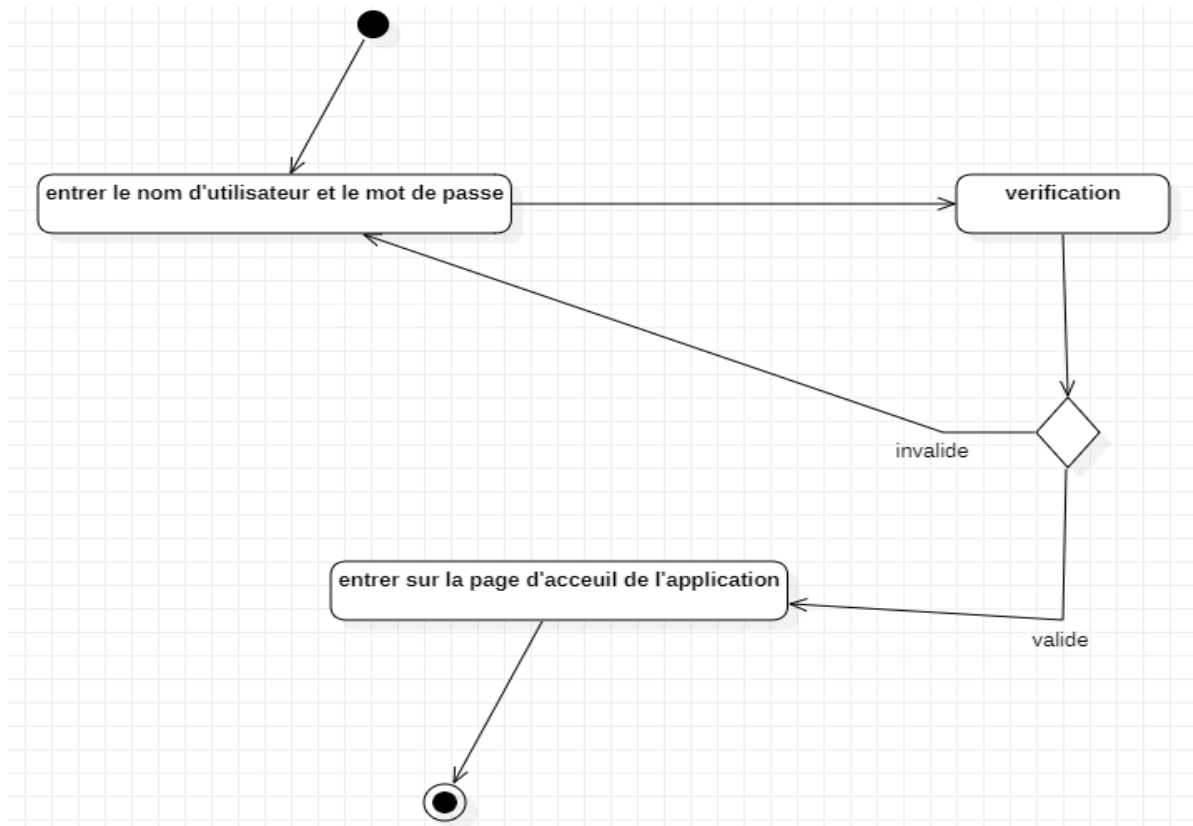 entrer le nom d'utilisateur et le mot de passe
verification
invalide
entrer sur la page d'acceuil de l'application
valide